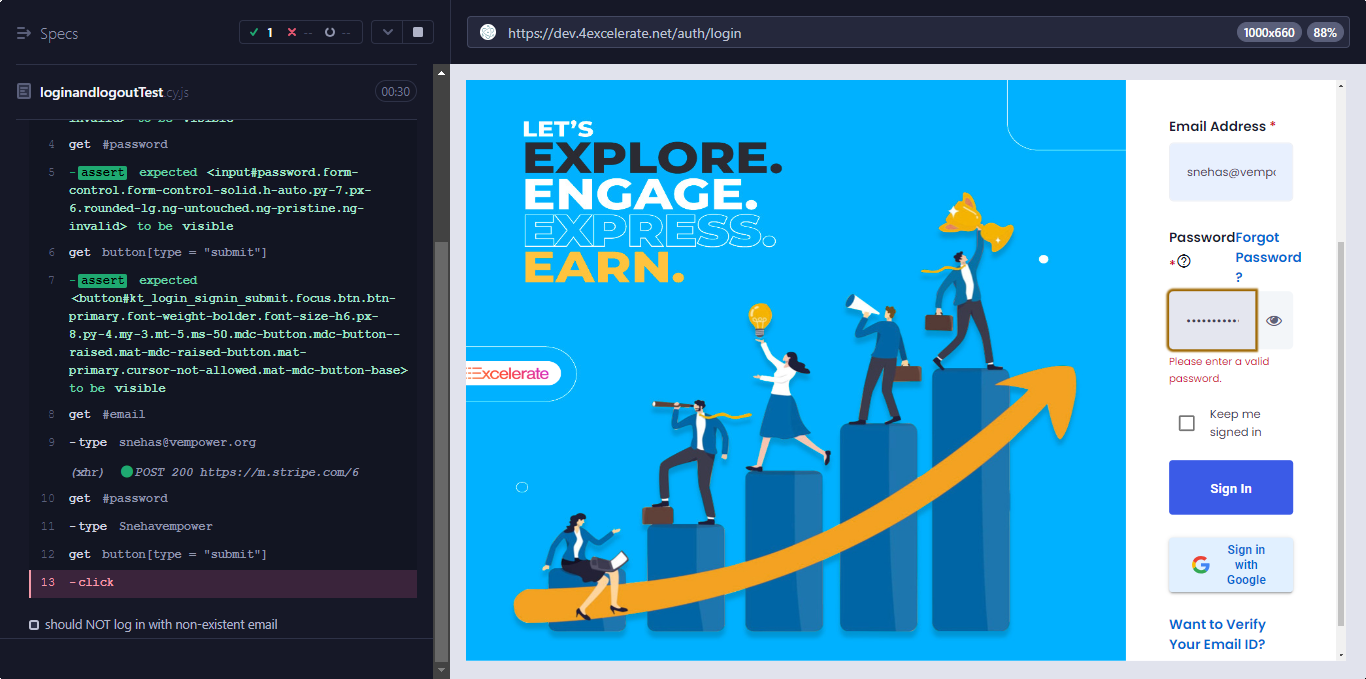 Specs
1
--
--
https://dev.4excelerate.net/auth/login
1000x660
88%
loginandlogoutTest.cy.js
00:30
invalid> to be visible
4 get #password
5 -assert expected <input#password.form-
control.form-control-solid.h-auto.py-7.px-
6.rounded-lg.ng-untouched.ng-pristine.ng-
invalid> to be visible
6 get button[type = "submit"]
7 -assert expected
<button#kt_login_signin_submit.focus.btn.btn-
primary.font-weight-bolder.font-size-h6.px-
8.py-4.my-3.mt-5.ms-50.mdc-button.mdc-button--
raised.mat-mdc-raised-button.mat-
primary.cursor-not-allowed.mat-mdc-button-base>
to be visible
8 get #email
9 -type snehas@vempower.org
(xhr) POST 200 https://m.stripe.com/6
10 get #password
11 -type Snehavempower
12 get button[type = "submit"]
13 -click
should NOT log in with non-existent email
LET'S
EXPLORE.
ENGAGE.
EXPRESS.
EARN.
Excelerate
Email Address *
snehas@vempo
Password
*
Forgot
Password
?
Please enter a valid
password.
Keep me
signed in
Sign In
Sign in
with
Google
Want to Verify
Your Email ID?